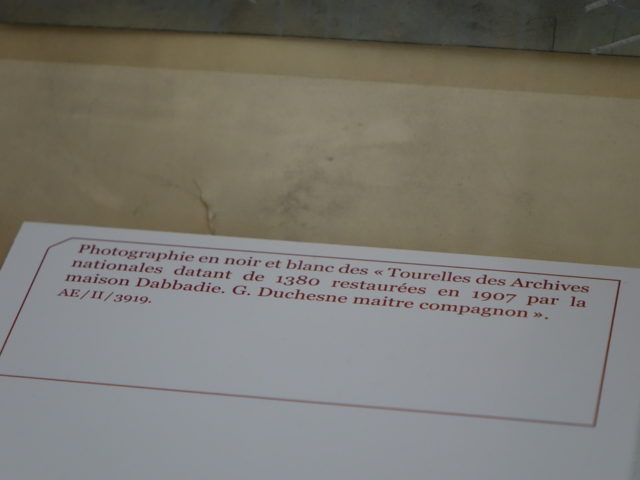 Photographie en noir et blanc des « Tourelles des Archives
nationales datant de 1380 restaurées en 1907 par la
maison Dabbadie. G. Duchesne maitre compagnon ».
AE/II/3919.